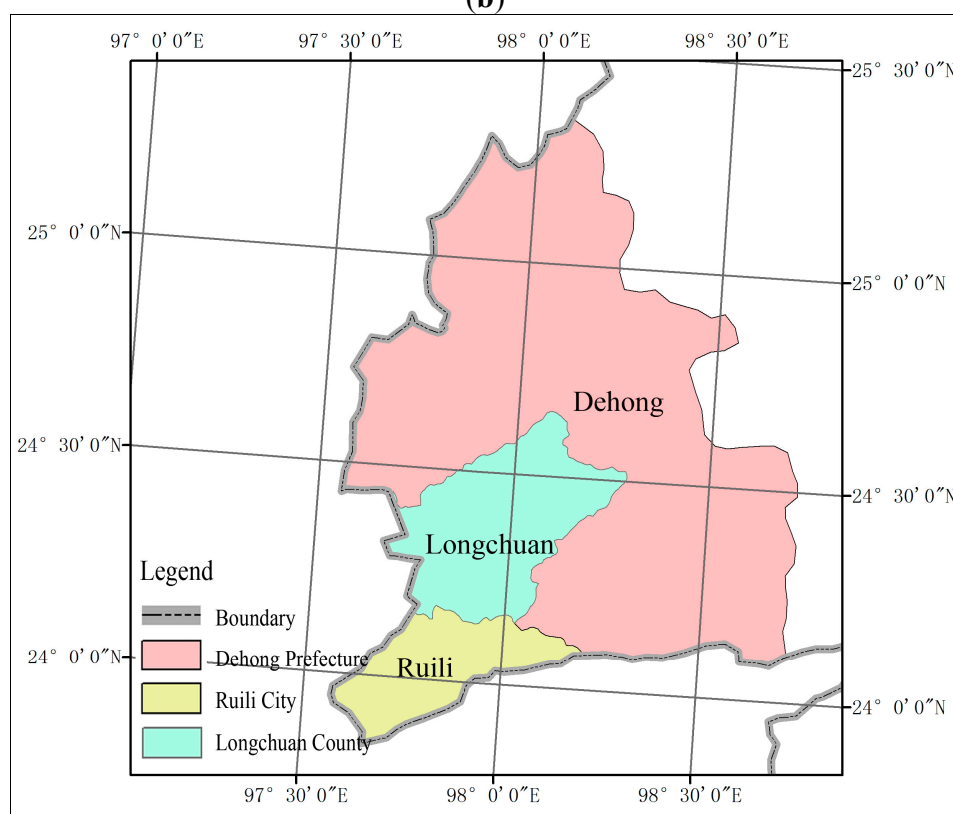 (b)
97° 0′0″E 97° 30′0″E 98° 0′0″E 98° 30′0″E
25° 30′0″N
25° 0′0″N
25° 0′0″N
Dehong
24° 30′0″N
24° 30′0″N
Longchuan
Legend
Boundary
24° 0′0″N
Dehong Prefecture
Ruili
Ruili City
24° 0′0″N
Longchuan County
97° 30′0″E 98° 0′0″E 98° 30′0″E